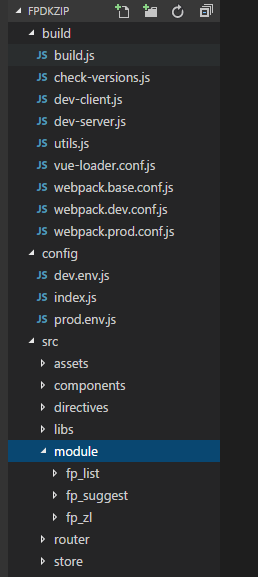 FPDKZIP
build
JS build.js
JS check-versions.js
JS dev-client.js
JS dev-server.js
JS utils.js
JS vue-loader.conf.js
JS webpack.base.conf.js
JS webpack.dev.conf.js
JS webpack.prod.conf.js
config
JS dev.env.js
JS index.js
JS prod.env.js
src
assets
components
directives
libs
module
fp_list
fp_suggest
fp_zl
router
store